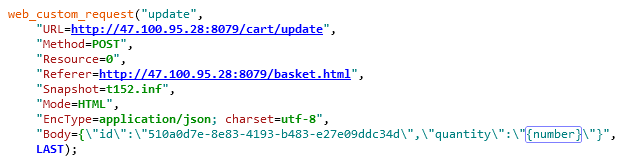 web_custom_request("update",
"URL=http://47.100.95.28:8079/cart/update",
"Method=POST",
"Resource=0",
"Referer=http://47.100.95.28:8079/basket.html",
"Snapshot=t152.inf",
"Mode=HTML",
"EncType=application/json; charset=utf-8",
"Body={\"id\":\"510a0d7e-8e83-4193-b483-e27e09ddc34d\",\"quantity\":\"{number}\"}",
LAST);